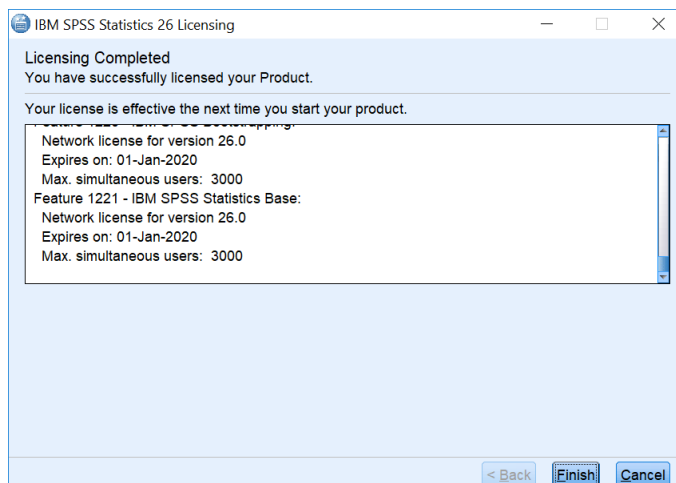 IBM SPSS Statistics 26 Licensing
Licensing Completed
You have successfully licensed your Product.
Your license is effective the next time you start your product.
Network license for version 26.0
Expires on: 01-Jan-2020
Max. simultaneous users: 3000
Feature 1221 - IBM SPSS Statistics Base:
Network license for version 26.0
Expires on: 01-Jan-2020
Max. simultaneous users: 3000
< Back Finish Cancel